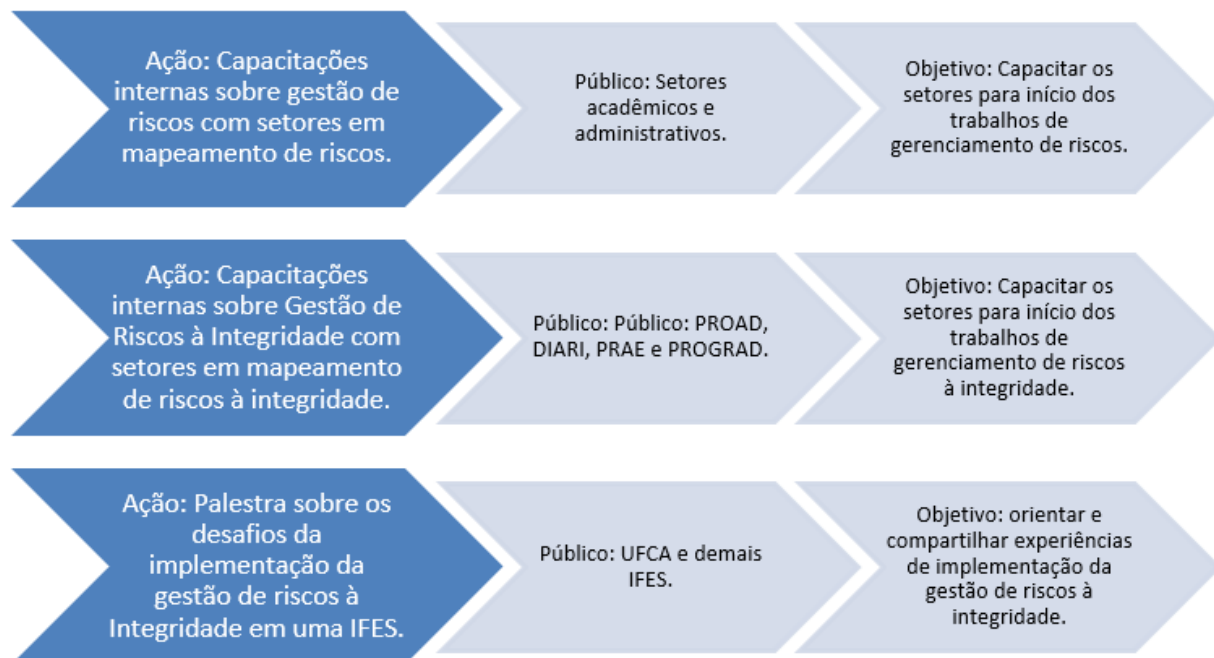 Ação: Capacitações
internas sobre gestão de
riscos com setores em
mapeamento de riscos.
Público: Setores
acadêmicos e
administrativos.
Objetivo: Capacitar os
setores para início dos
trabalhos de
gerenciamento de riscos.
Ação: Capacitações
internas sobre Gestão de
Riscos à Integridade com
setores em mapeamento
de riscos à integridade.
Público: Público: PROAD,
DIARI, PRAE e PROGRAD.
Objetivo: Capacitar os
setores para início dos
trabalhos de
gerenciamento de riscos
à integridade.
Ação: Palestra sobre os
desafios da
implementação da
gestão de riscos à
Integridade em uma IFES.
Público: UFCA e demais
IFES.
Objetivo: orientar e
compartilhar experiências
de implementação da
gestão de riscos à
integridade.